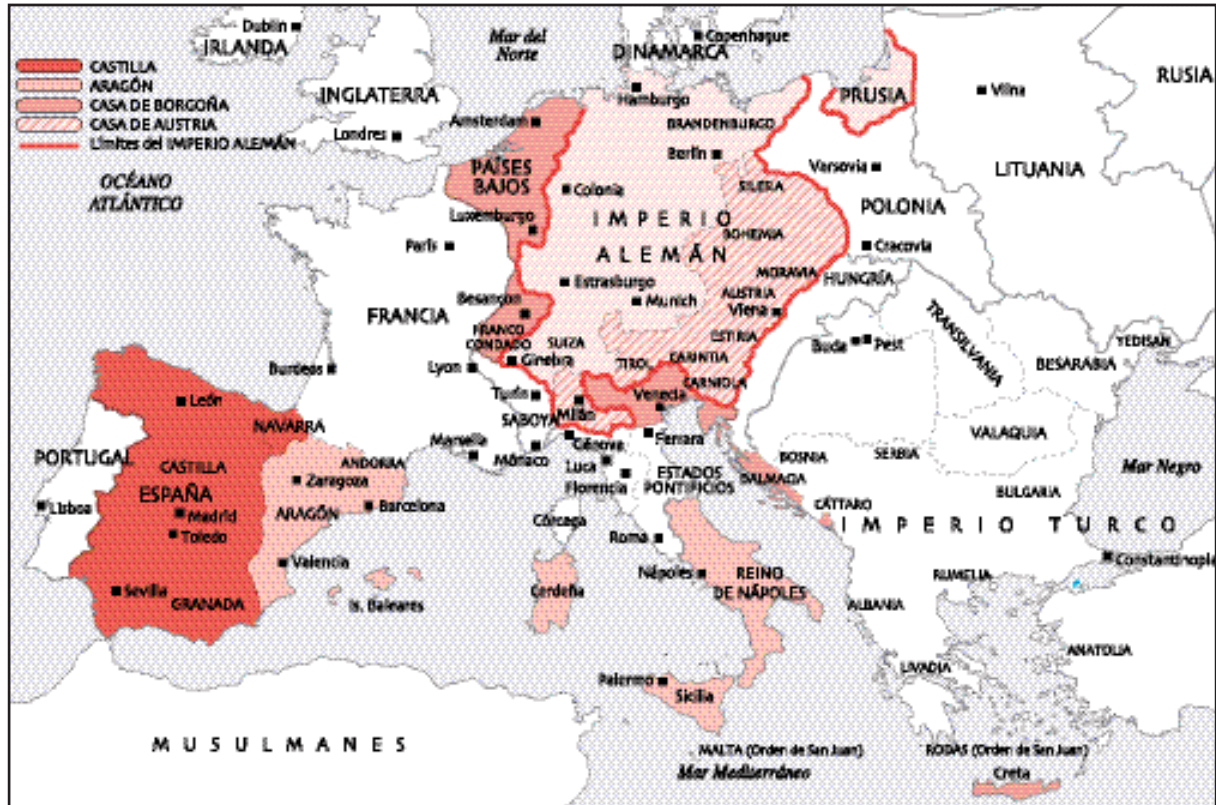 Dublin
IRLANDA
Mar del
Norte
DINAMARCA
Copenhague
RUSIA
CASTILLA
ARAGÓN
CASA DE BORGOÑA
CASA DE AUSTRIA
Límites del IMPERIO ALEMÁN
INGLATERRA
Londres
Hamburgo
PRUSIA
Vilna
Amsterdam
BRANDENBURGO
Berlín
Varsovia
LITUANIA
OCÉANO
ATLÁNTICO
PAÍSES
BAJOS
Colonia
SILESIA
POLONIA
Luxemburgo
IMPERIO
ALEMÁN
BOHEMIA
París
Cracovia
MORAVIA
HUNGRÍA
Estrasburgo
Munich
AUSTRIA
Viena
Besançon
FRANCIA
FRANCO
CONDADO
SUIZA
ESTIRIA
TRANSILVANIA
Buda
Pest
BESARABIA
YEDISAN
Ginebra
TIROL
CARINTIA
CARNIOLA
Burdeos
Lyon
León
Turín
SABOYA
Milán
Venecia
NAVARRA
Marsella
Mónaco
Génova
Ferrara
VALAQUIA
PORTUGAL
CASTILLA
ANDORRA
Luca
Florencia
ESTADOS
PONTIFICIOS
BOSNIA
SERBIA
Mar Negro
ESPAÑA
Zaragoza
DALMACIA
BULGARIA
Lisboa
Madrid
ARAGÓN
Barcelona
CÁTTARO
Toledo
Córcega
Roma
IMPERIO TURCO
Constantinopla
Valencia
Nápoles
REINO
DE NÁPOLES
RUMELIA
Sevilla
GRANADA
Is. Baleares
Cerdeña
ALBANIA
ANATOLIA
LIVADIA
Palermo
Sicilia
MUSULMANES
MALTA (Orden de San Juan)
RODAS (Orden de San Juan)
Mar Mediterráneo
Creta